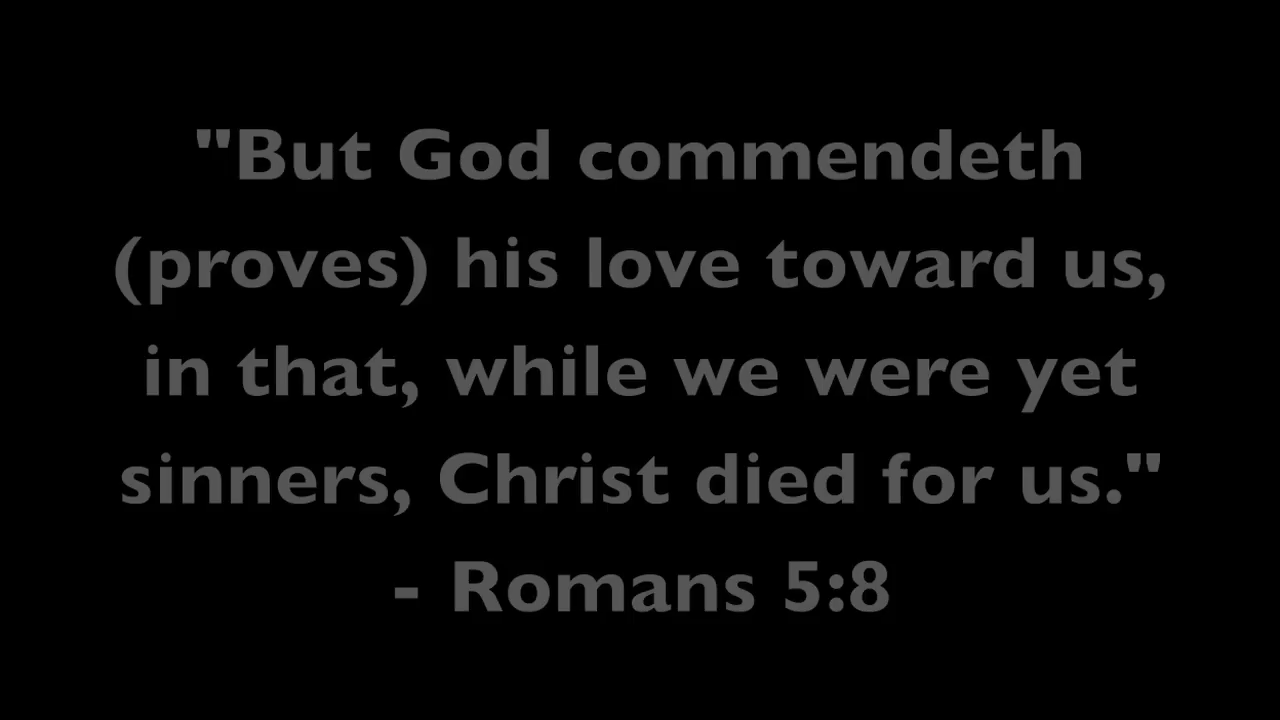 "But God commendeth
(proves) his love toward us,
in that, while we were yet
sinners, Christ died for us."
- Romans 5:8